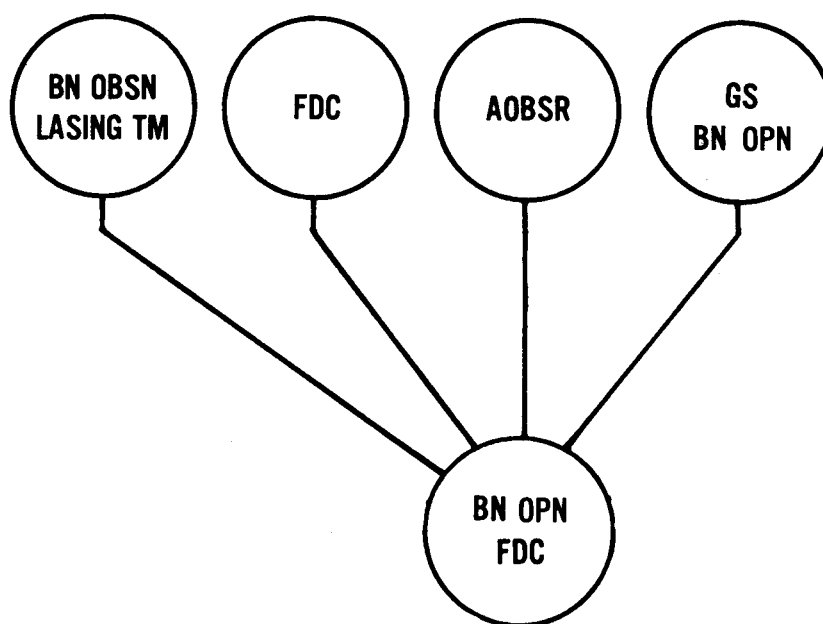 BN OBSN
LASING TM
FDC
AOBSR
GS
BN OPN
BN OPN
FDC